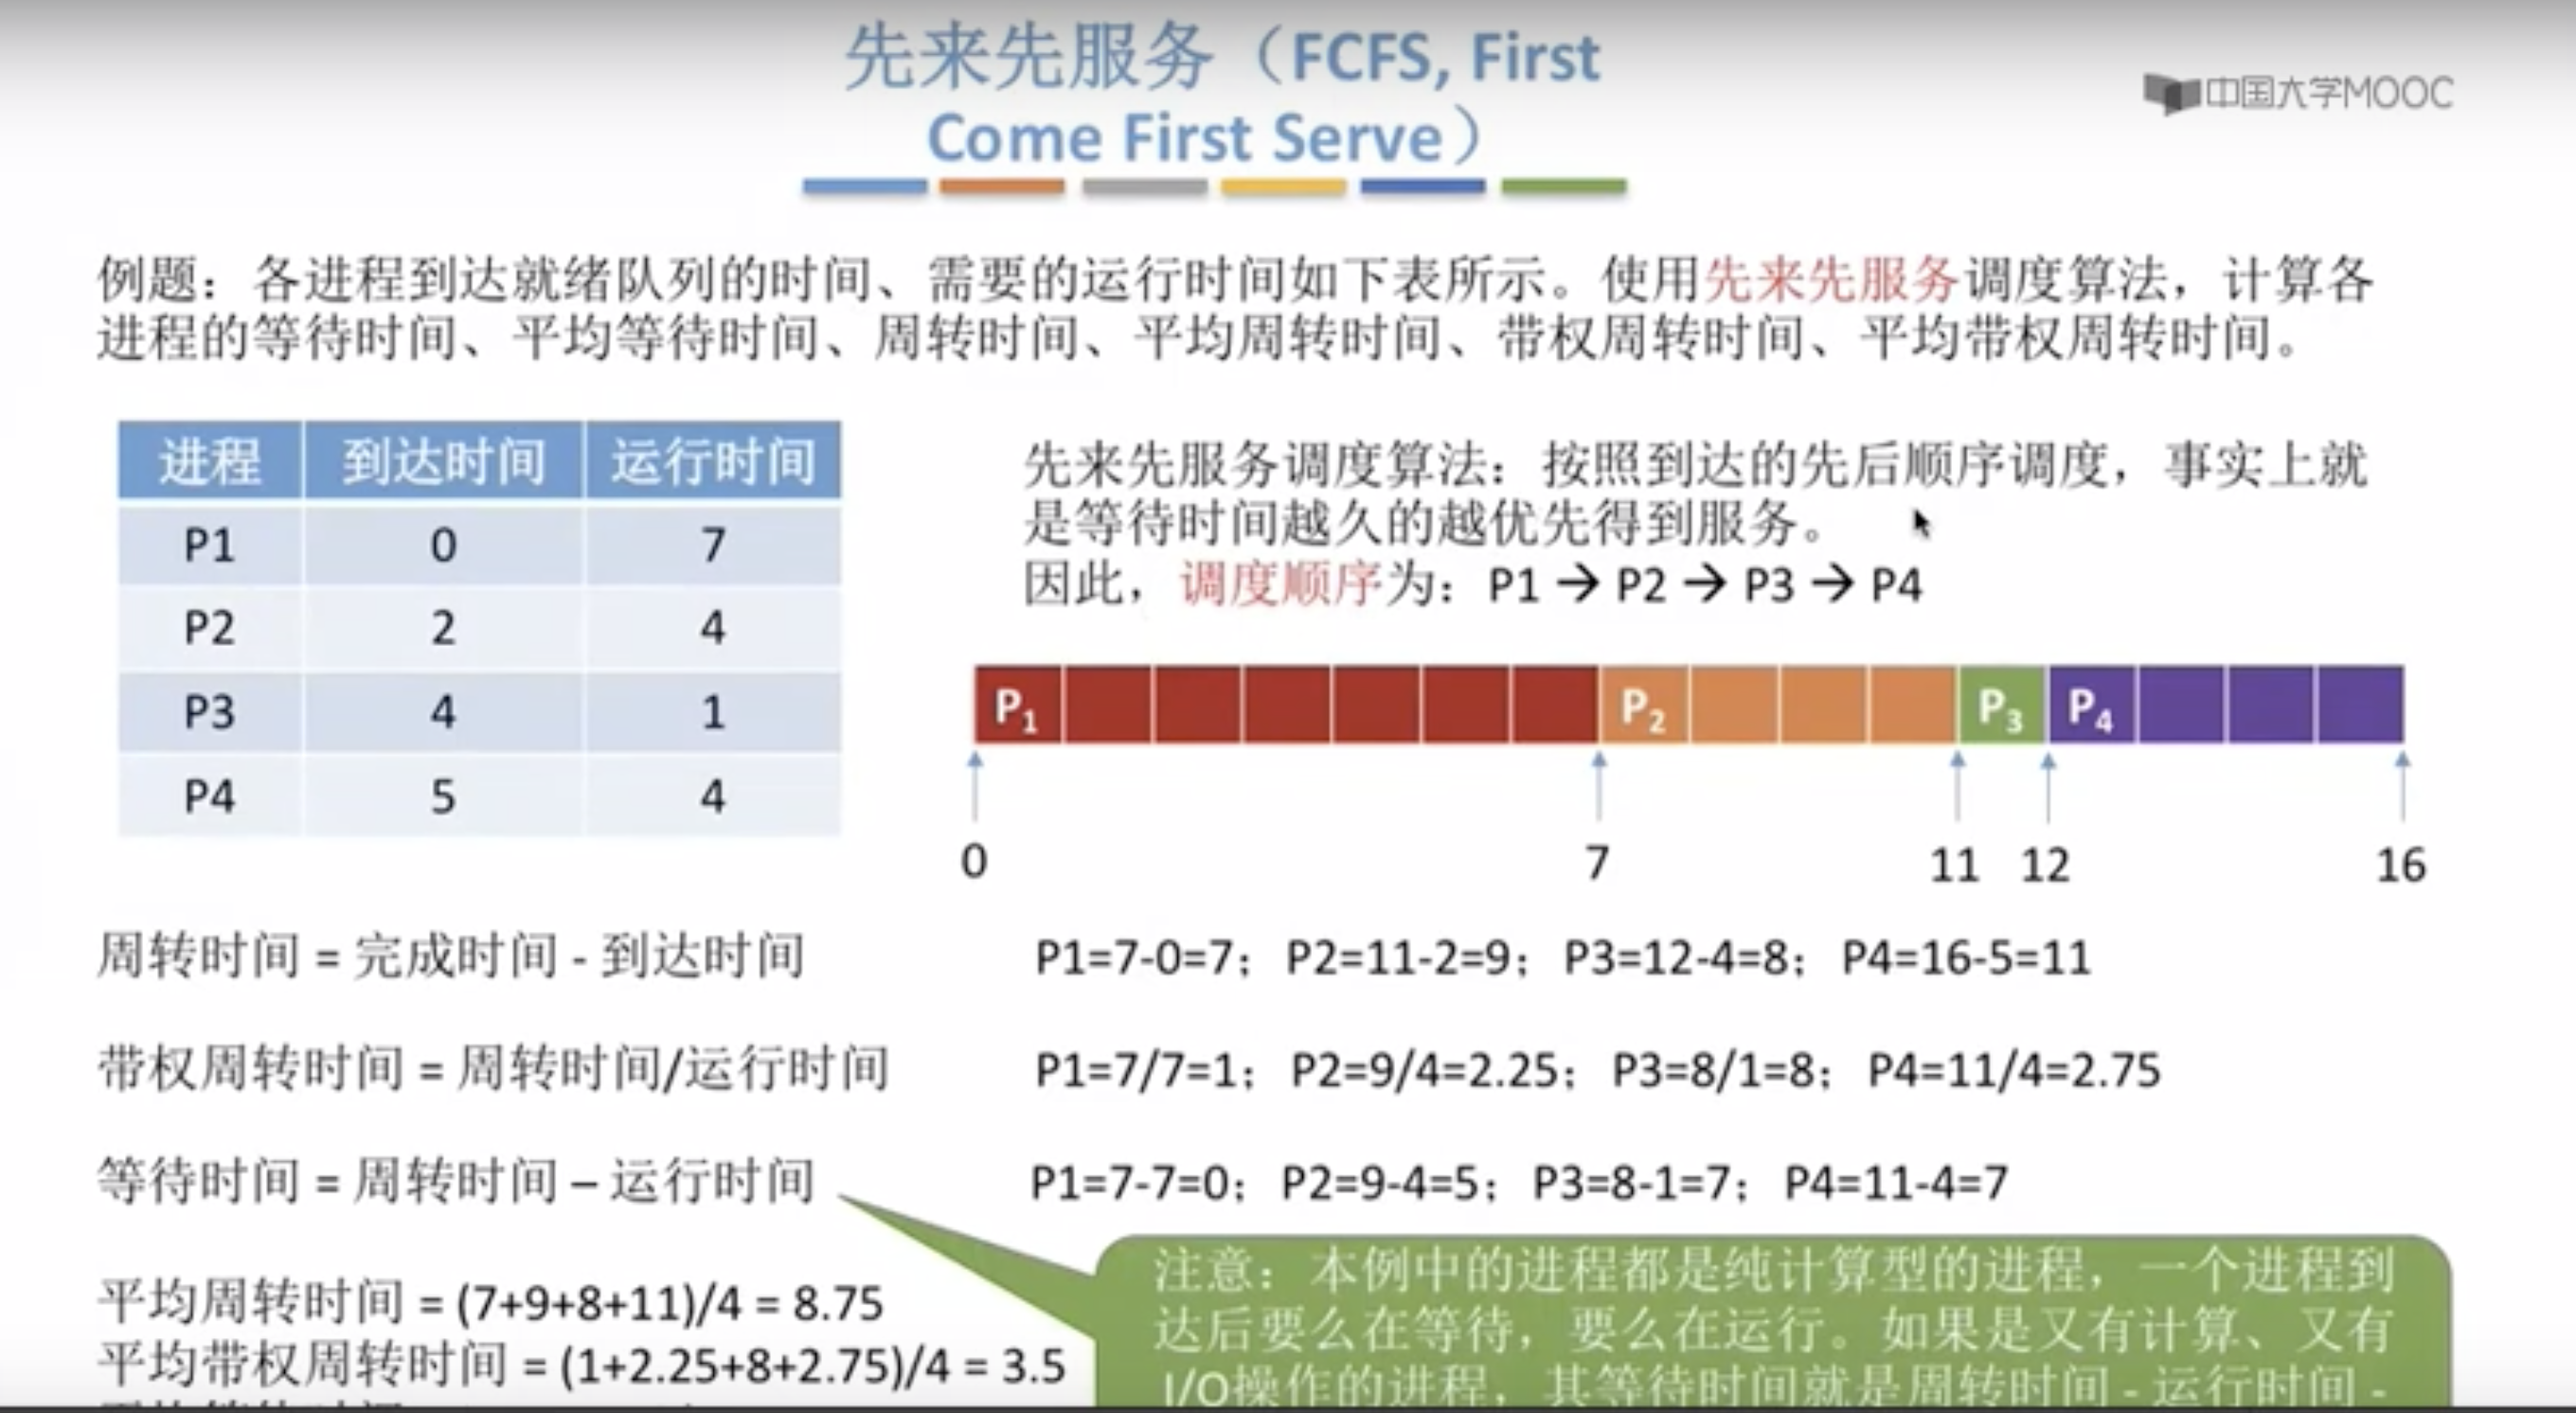 先来先服务（FCFS, First
Come First Serve）
中国大学MOOC
例题：各进程到达就绪队列的时间、需要的运行时间如下表所示。使用先来先服务调度算法，计算各
进程的等待时间、平均等待时间、周转时间、平均周转时间、带权周转时间、平均带权周转时间。
进程 到达时间 运行时间
P1 0 7
P2 2 4
P3 4 1
P4 5 4
先来先服务调度算法：按照到达的先后顺序调度，事实上就
是等待时间越久的越优先得到服务。
因此，调度顺序为：P1 → P2 → P3 → P4
P1 P2 P3 P4
0 7 11 12 16
周转时间 = 完成时间 - 到达时间
P1=7-0=7；P2=11-2=9；P3=12-4=8；P4=16-5=11
带权周转时间 = 周转时间/运行时间
P1=7/7=1；P2=9/4=2.25；P3=8/1=8；P4=11/4=2.75
等待时间 = 周转时间 – 运行时间
P1=7-7=0；P2=9-4=5；P3=8-1=7；P4=11-4=7
平均周转时间 = (7+9+8+11)/4 = 8.75
平均带权周转时间 = (1+2.25+8+2.75)/4 = 3.5
注意：本例中的进程都是纯计算型的进程，一个进程到
达后要么在等待，要么在运行。如果是又有计算、又有
I/O操作的进程，其等待时间就是周转时间 - 运行时间 -